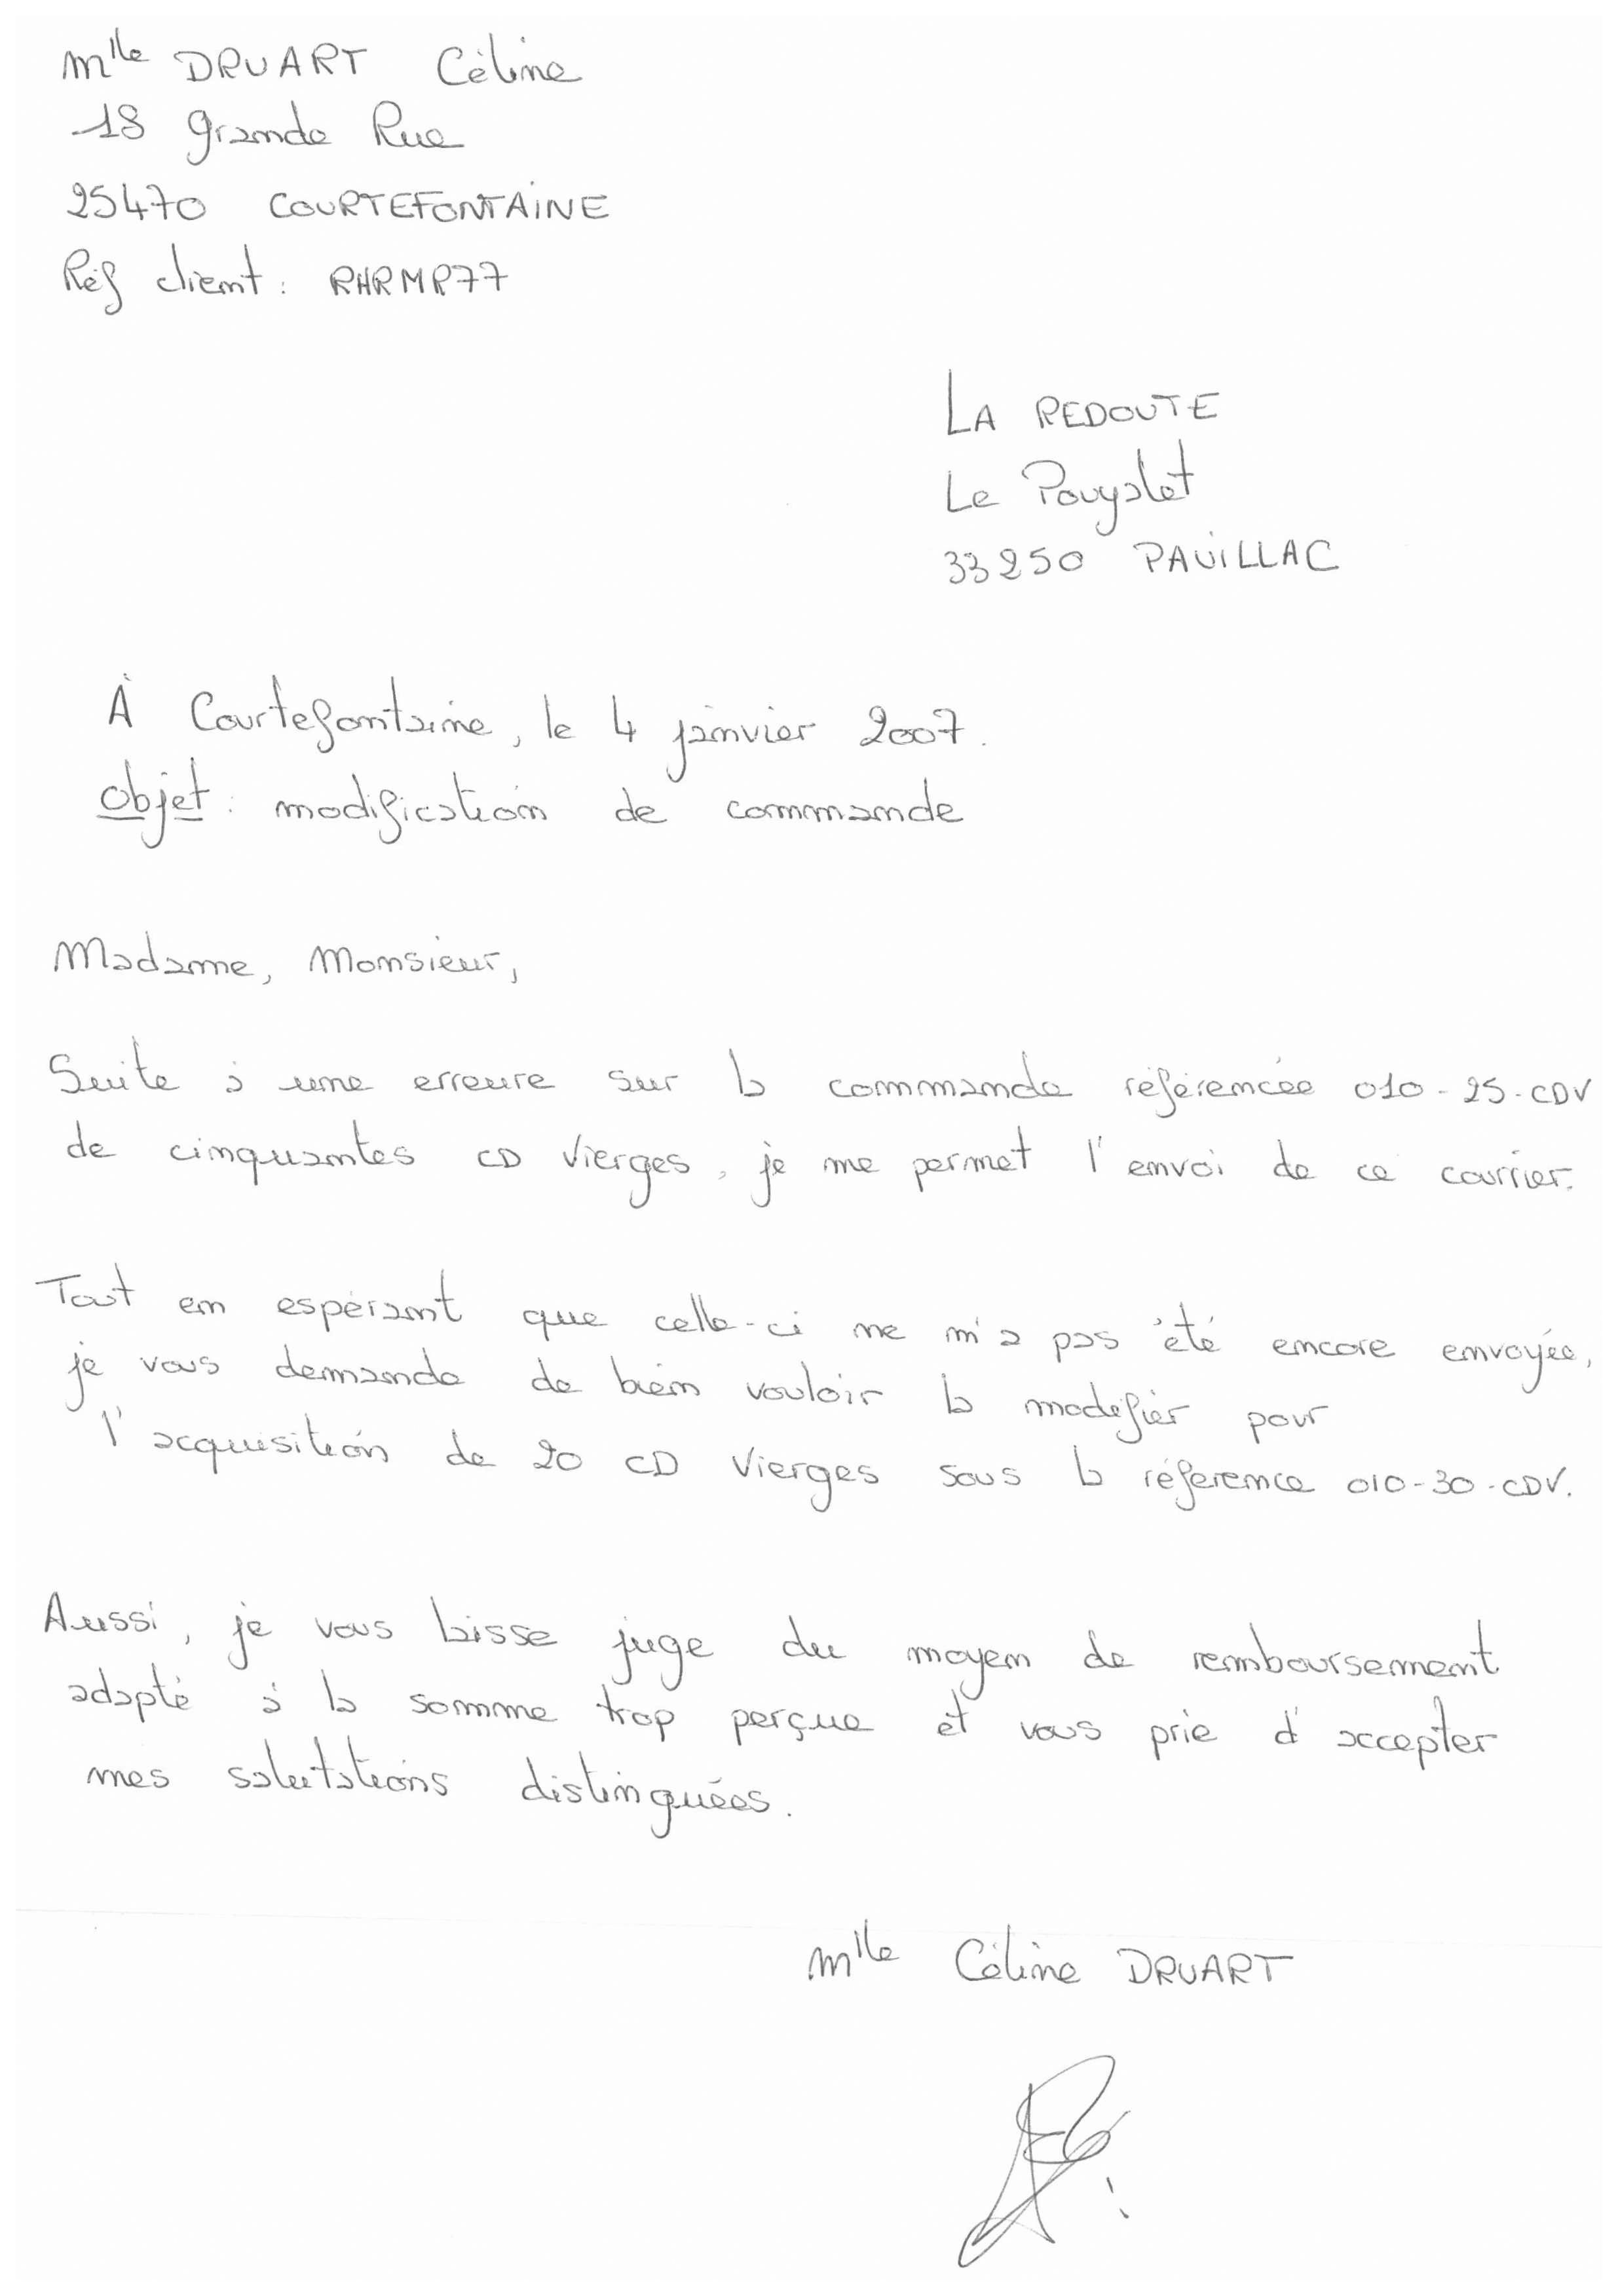 Mlle DRUART Céline
18 Grande Rue
25470 COURTEFONTAINE
Réf client : RHRMR77
LA REDOUTE
Le Pouyalet
33250 PAUILLAC
À Courtefontaine, le 4 janvier 2007.
Objet : modification de commande
Madame, Monsieur,
Suite à une erreure sur la commande référencée 010-25-CDV
de cinquantes CD Vierges, je me permet l'envoi de ce courrier.
Tout en espérant que celle-ci ne m'a pas été encore envoyée,
je vous demande de bien vouloir la modifier pour
l'acquisition de 20 CD Vierges sous la référence 010-30-CDV.
Aussi, je vous laisse juge du moyen de remboursement
adapté à la somme trop perçue et vous prie d'accepter
mes salutations distinguées.
Mlle Céline DRUART